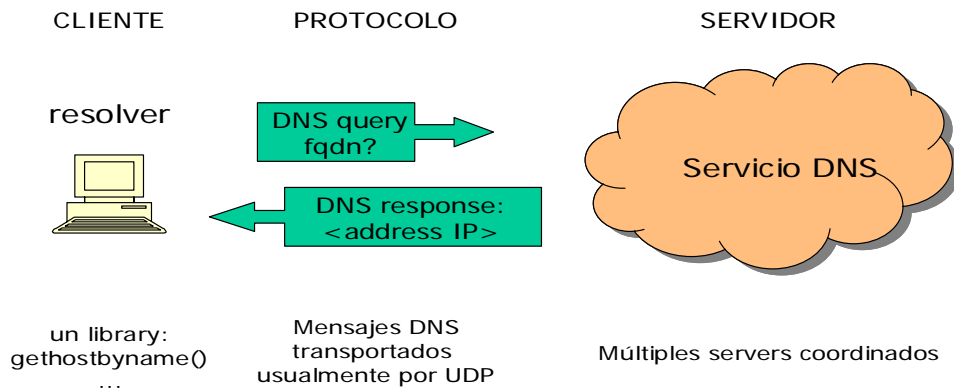 CLIENTE
PROTOCOLO
SERVIDOR
resolver
DNS query
fqdn?
DNS response:
<address IP>
Servicio DNS
un library:
gethostbyname()
...
Mensajes DNS
transportados
usualmente por UDP
Múltiples servers coordinados